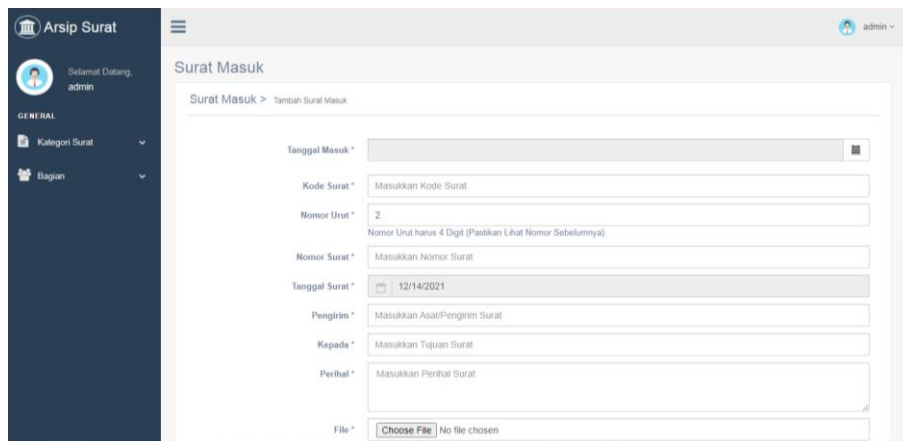 Arsip Surat
admin
Selamat Datang,
admin
GENERAL
Kategori Surat
Bagian
Surat Masuk
Surat Masuk > Tambah Surat Masuk
Tanggal Masuk *
Kode Surat * Masukkan Kode Surat
Nomor Urut * 2
Nomor Urut harus 4 Digit (Pastikan Lihat Nomor Sebelumnya)
Nomor Surat * Masukkan Nomor Surat
Tanggal Surat * 12/14/2021
Pengirim * Masukkan Asal/Pengirim Surat
Kepada * Masukkan Tujuan Surat
Perihal * Masukkan Perihal Surat
File * Choose File No file chosen